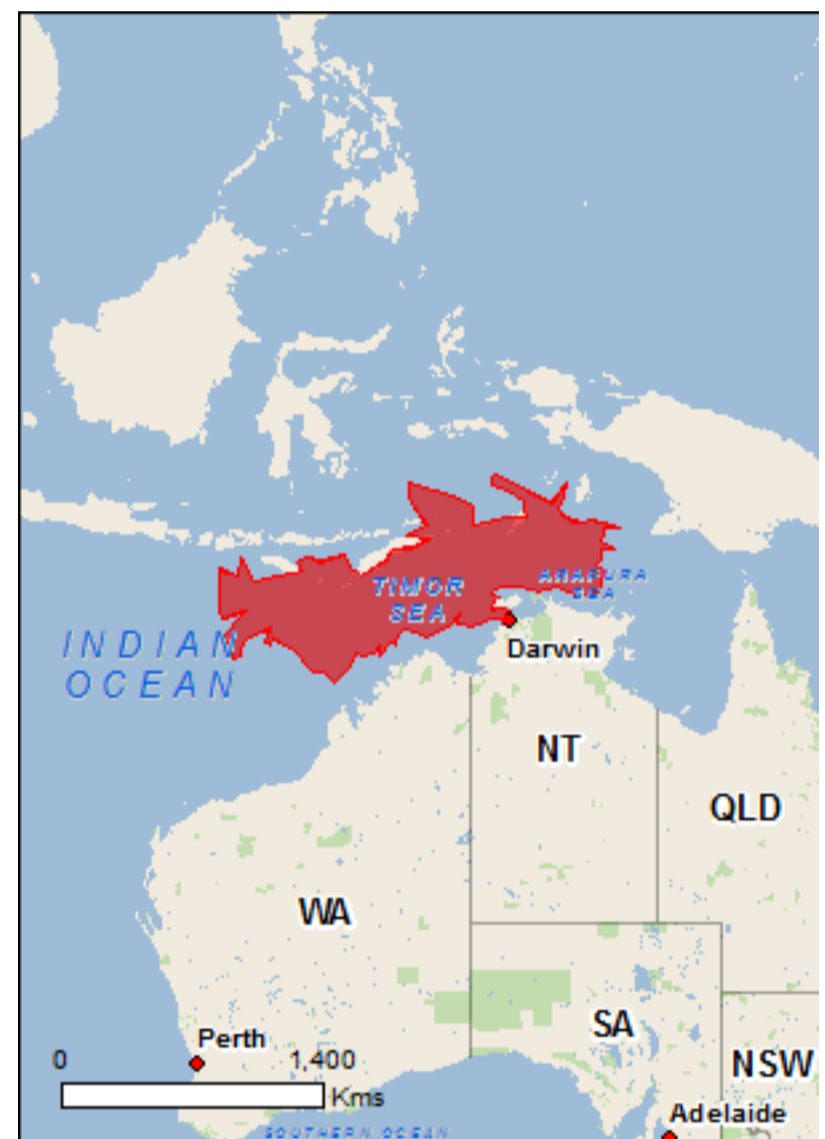 TIMOR
SEA
ARAFURA
SEA
INDIAN
OCEAN
Darwin
NT
QLD
WA
SA
Perth
0
1,400
Kms
NSW
Adelaide
SOUTHERN OCEAN